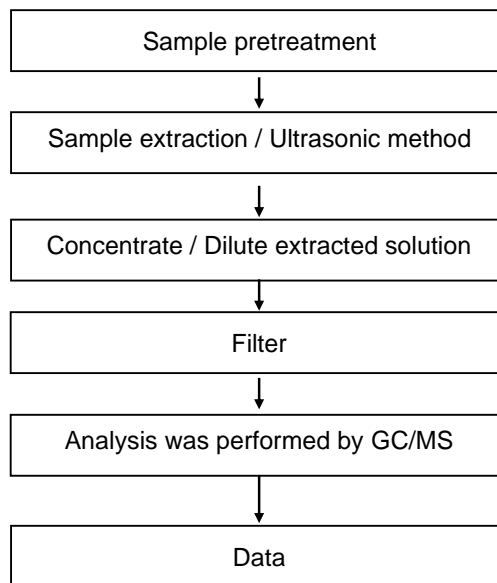 Sample pretreatment
Sample extraction / Ultrasonic method
Concentrate / Dilute extracted solution
Filter
Analysis was performed by GC/MS
Data